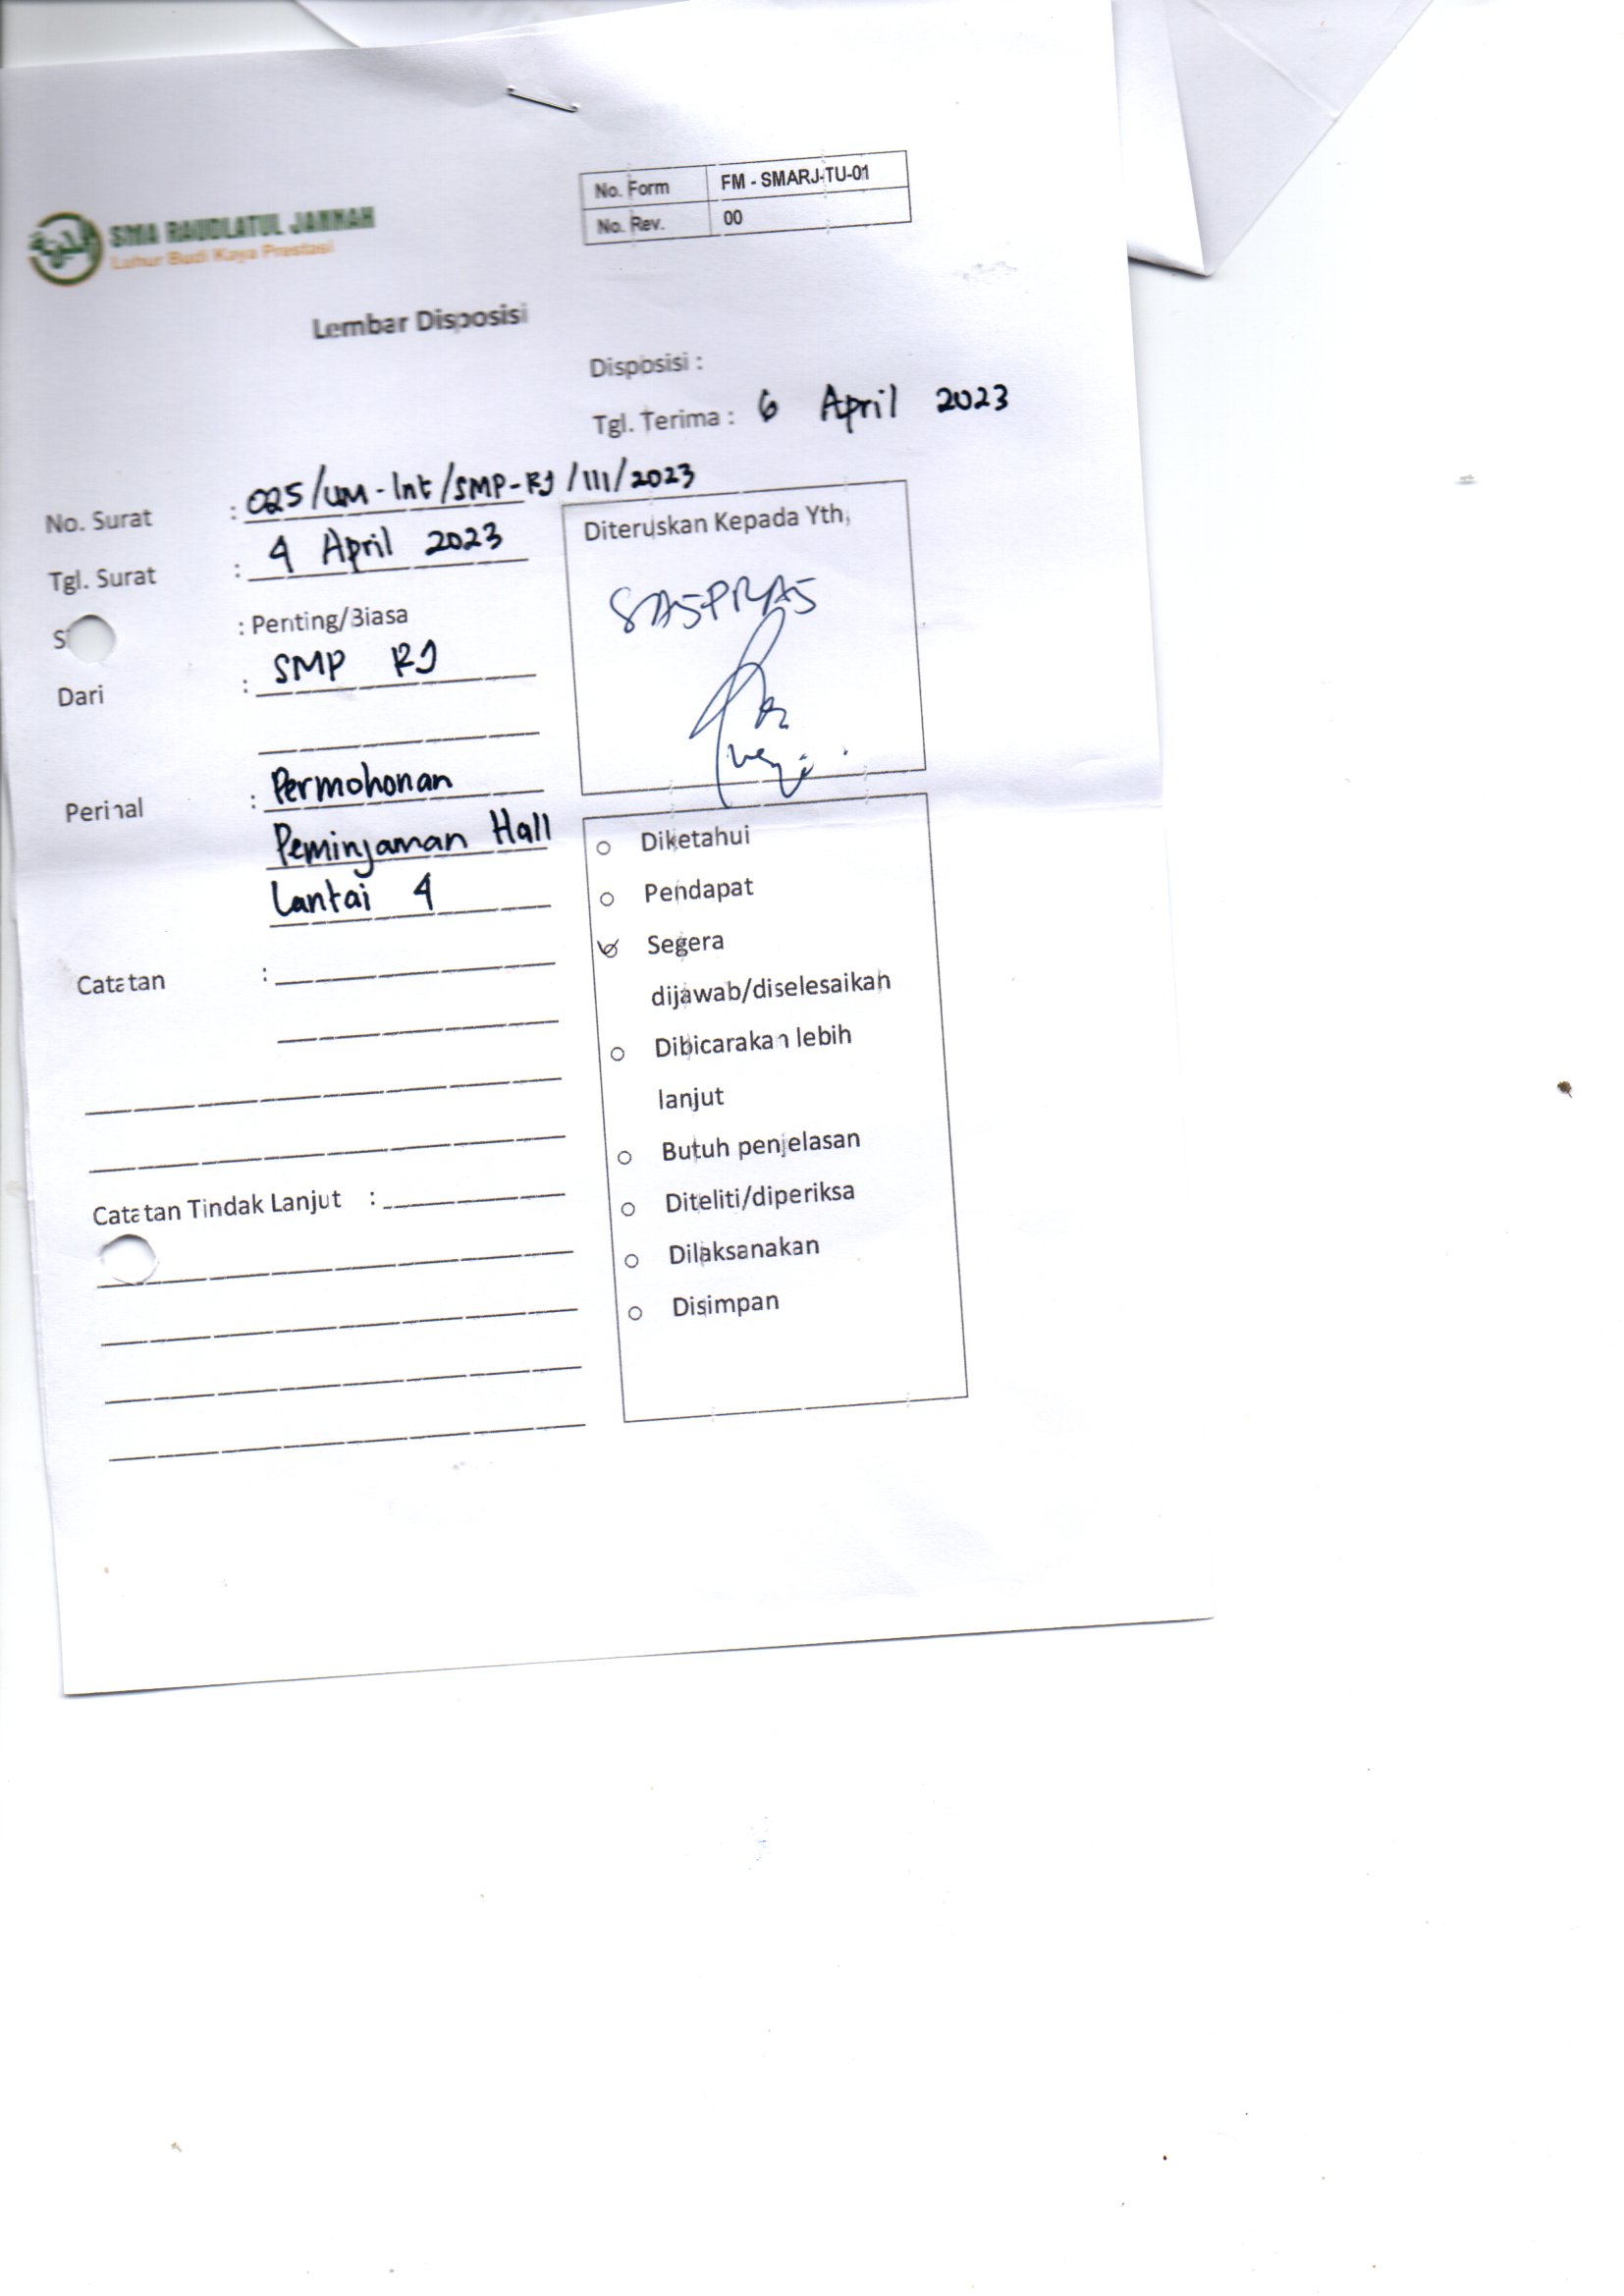 No. Form FM - SMARJ-TU-01
No. Rev. 00
SMA RAUDLATUL JANNAH
Luhur Budi Kaya Prestasi
Lembar Disposisi
Disposisi :
Tgl. Terima : 6 April 2023
No. Surat : 025/UM-Int/SMP-RJ/III/2023
Tgl. Surat : 4 April 2023
: Penting/Biasa
Dari : SMP RJ
Perihal : Permohonan
Peminjaman Hall
Lantai 4
Catatan :
Catatan Tindak Lanjut :
Diteruskan Kepada Yth,
SASPRAS
Diketahui
Pendapat
Segera
dijawab/diselesaikan
Dibicarakan lebih
lanjut
Butuh penjelasan
Diteliti/diperiksa
Dilaksanakan
Disimpan